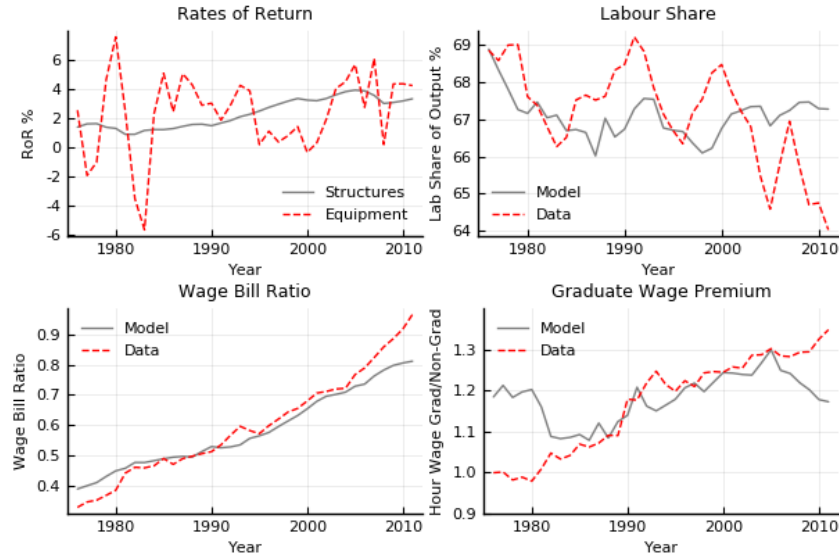 Rates of Return
RoR %
6
4
2
0
-2
-4
-6
Structures
Equipment
1980
1990
2000
2010
Year
Labour Share
Lab Share of Output %
69
68
67
66
65
64
Model
Data
1980
1990
2000
2010
Year
Wage Bill Ratio
Wage Bill Ratio
0.9
0.8
0.7
0.6
0.5
0.4
Model
Data
1980
1990
2000
2010
Year
Graduate Wage Premium
Hour Wage Grad/Non-Grad
1.3
1.2
1.1
1.0
0.9
Model
Data
1980
1990
2000
2010
Year